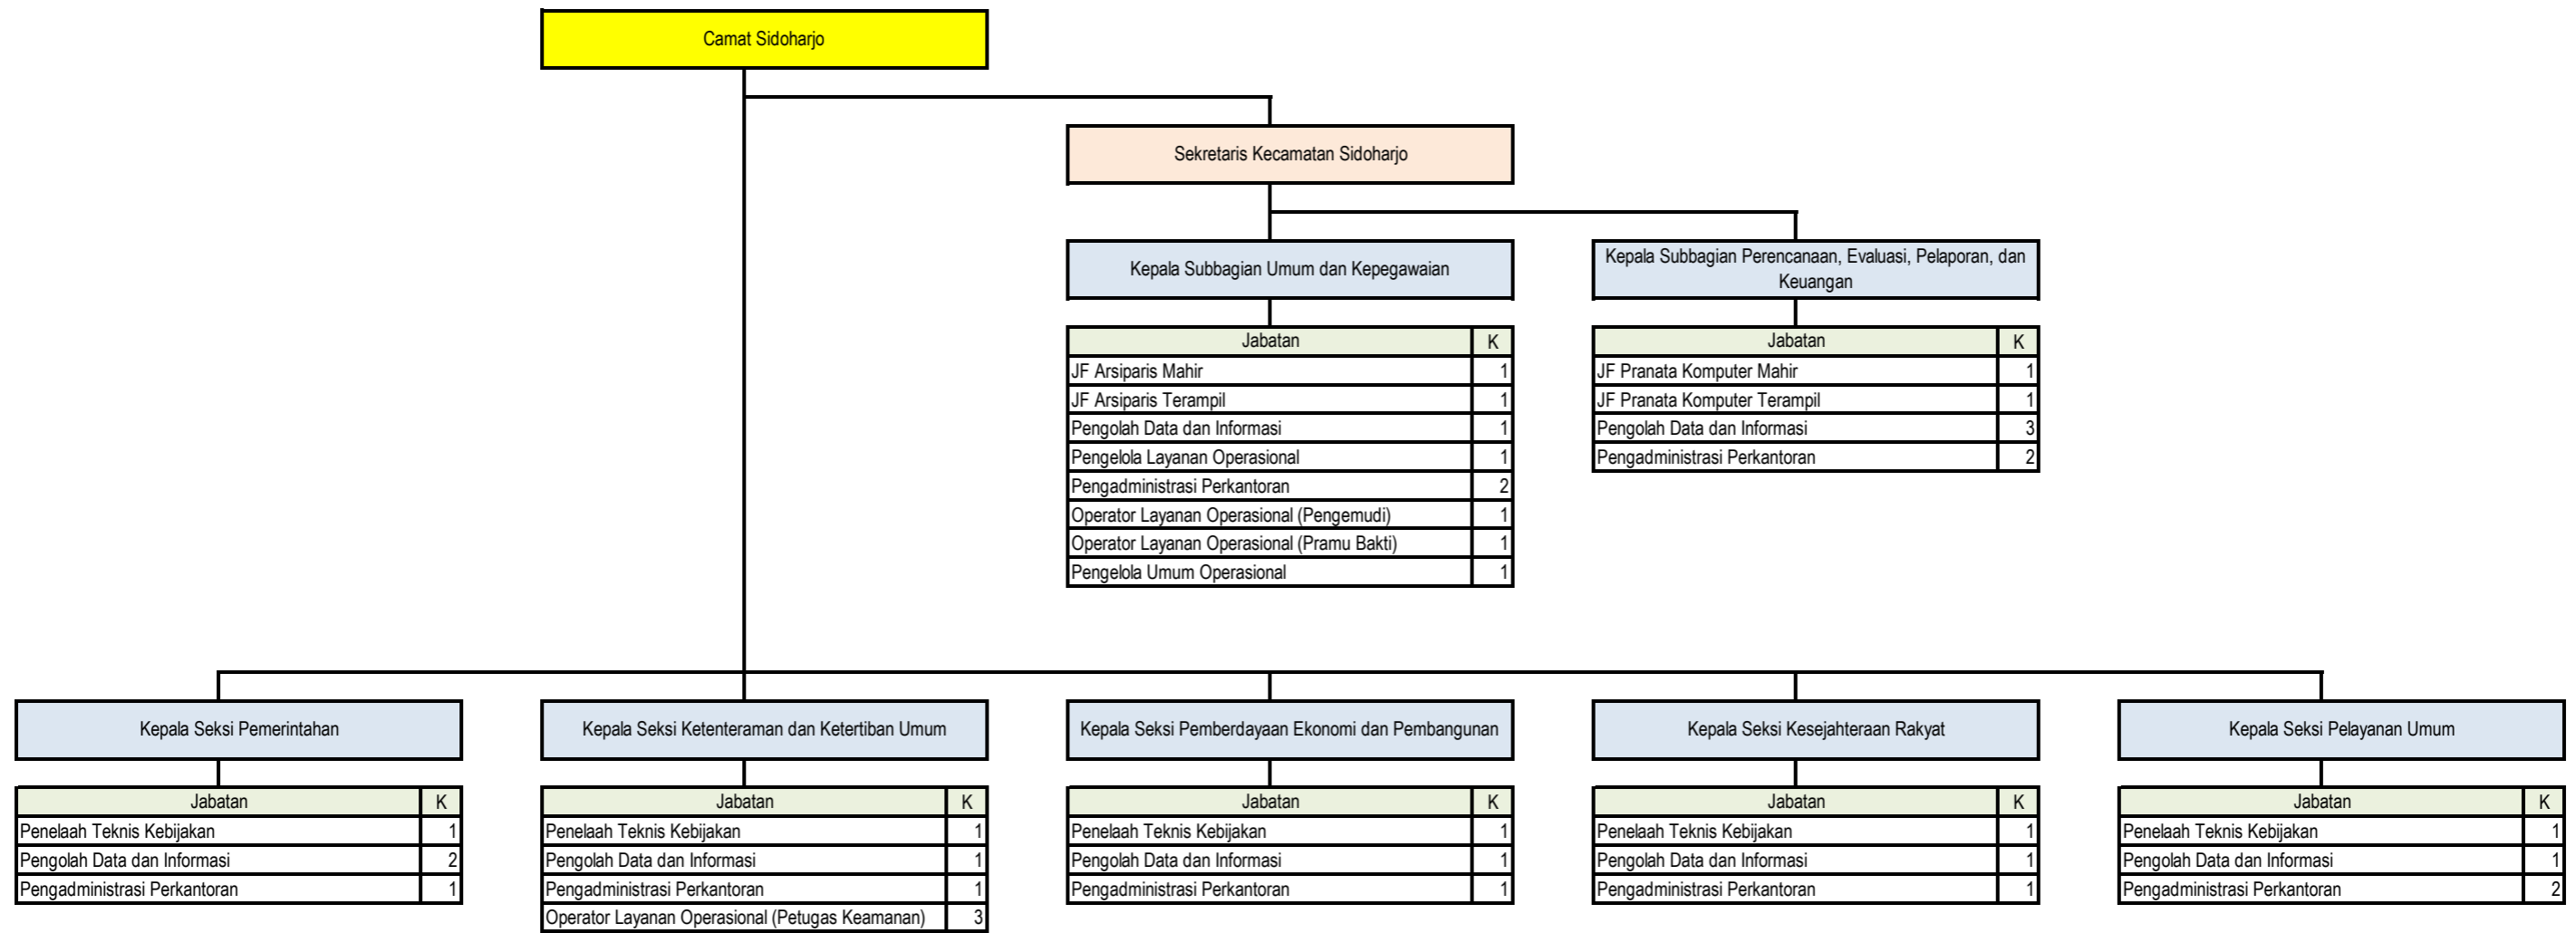 Camat Sidoharjo
Sekretaris Kecamatan Sidoharjo
Kepala Subbagian Umum dan Kepegawaian
Jabatan K
JF Arsiparis Mahir 1
JF Arsiparis Terampil 1
Pengolah Data dan Informasi 1
Pengelola Layanan Operasional 1
Pengadministrasi Perkantoran 2
Operator Layanan Operasional (Pengemudi) 1
Operator Layanan Operasional (Pramu Bakti) 1
Pengelola Umum Operasional 1
Kepala Subbagian Perencanaan, Evaluasi, Pelaporan, dan
Keuangan
Jabatan K
JF Pranata Komputer Mahir 1
JF Pranata Komputer Terampil 1
Pengolah Data dan Informasi 3
Pengadministrasi Perkantoran 2
Kepala Seksi Pemerintahan
Jabatan K
Penelaah Teknis Kebijakan 1
Pengolah Data dan Informasi 2
Pengadministrasi Perkantoran 1
Kepala Seksi Ketenteraman dan Ketertiban Umum
Jabatan K
Penelaah Teknis Kebijakan 1
Pengolah Data dan Informasi 1
Pengadministrasi Perkantoran 1
Operator Layanan Operasional (Petugas Keamanan) 3
Kepala Seksi Pemberdayaan Ekonomi dan Pembangunan
Jabatan K
Penelaah Teknis Kebijakan 1
Pengolah Data dan Informasi 1
Pengadministrasi Perkantoran 1
Kepala Seksi Kesejahteraan Rakyat
Jabatan K
Penelaah Teknis Kebijakan 1
Pengolah Data dan Informasi 1
Pengadministrasi Perkantoran 1
Kepala Seksi Pelayanan Umum
Jabatan K
Penelaah Teknis Kebijakan 1
Pengolah Data dan Informasi 1
Pengadministrasi Perkantoran 2